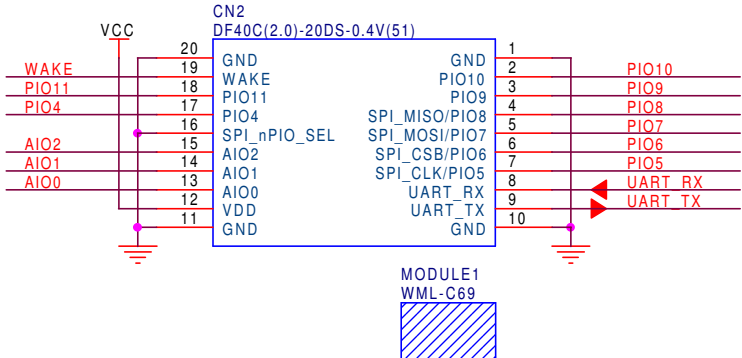 CN2
DF40C(2.0)-20DS-0.4V(51)
VCC
20 GND GND 1
WAKE 19 WAKE PIO10 2 PIO10
PIO11 18 PIO11 PIO9 3 PIO9
PIO4 17 PIO4 SPI_MISO/PIO8 4 PIO8
16 SPI_nPIO_SEL SPI_MOSI/PIO7 5 PIO7
AIO2 15 AIO2 SPI_CSB/PIO6 6 PIO6
AIO1 14 AIO1 SPI_CLK/PIO5 7 PIO5
AIO0 13 AIO0 UART_RX 8 UART_RX
12 VDD UART_TX 9 UART_TX
11 GND GND 10
MODULE1
WML-C69